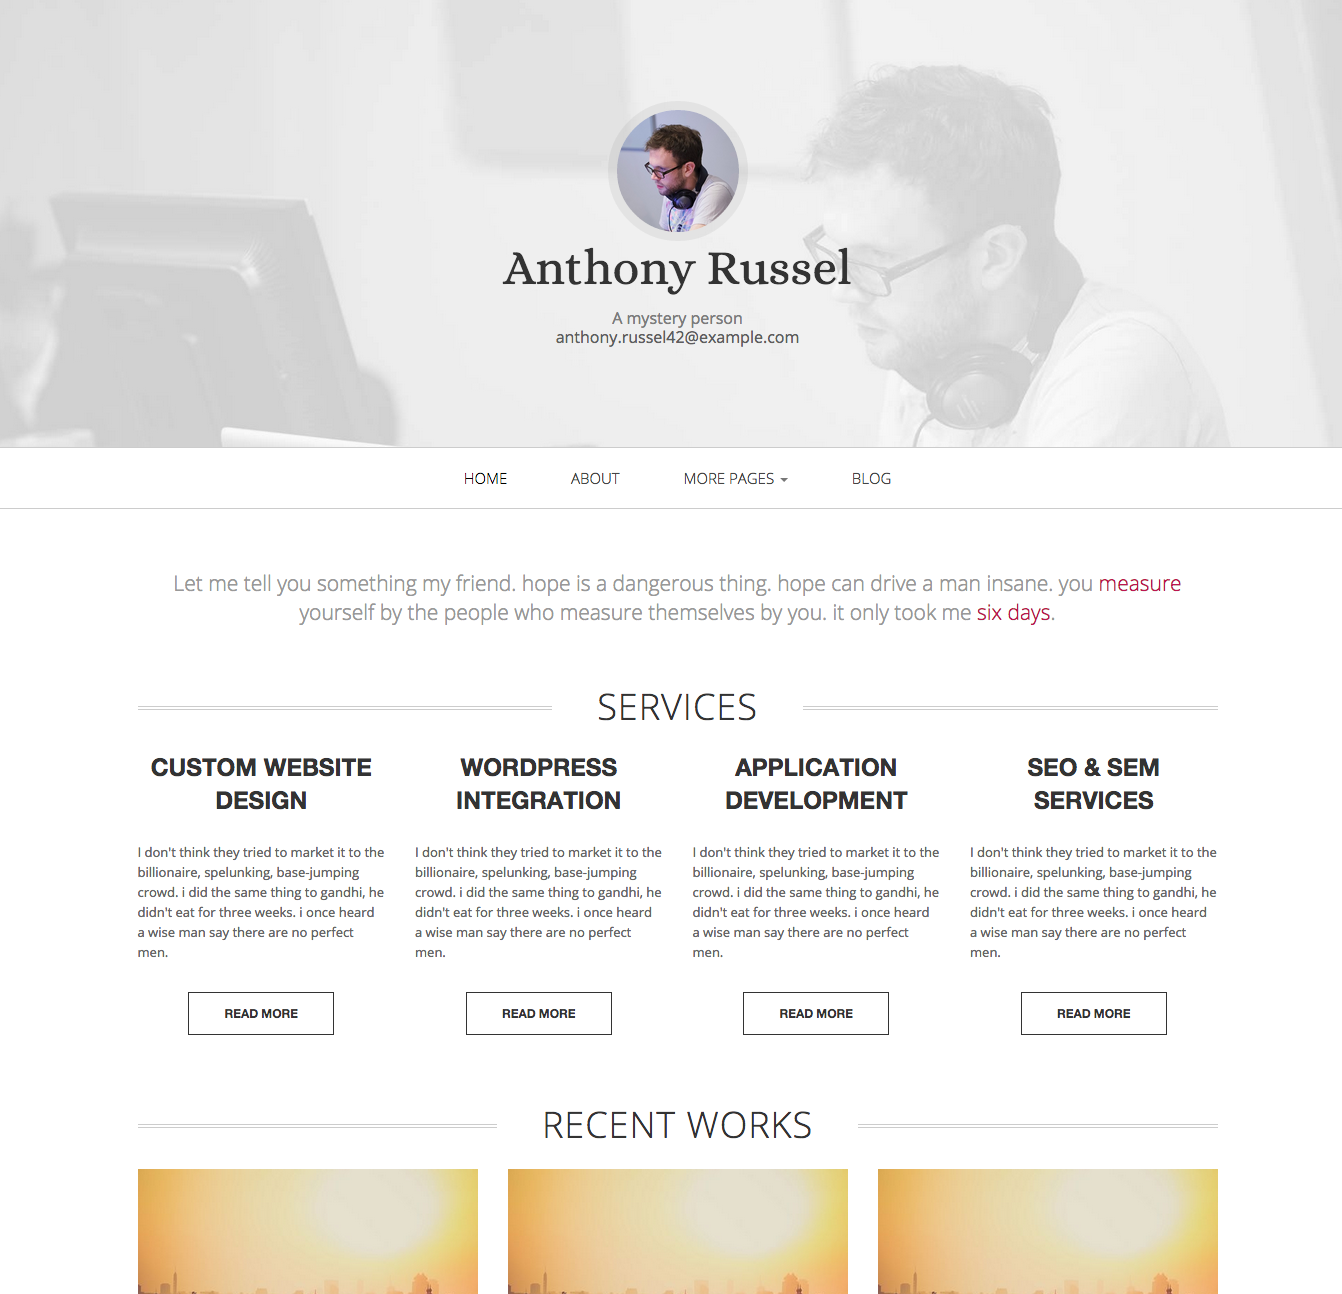 Anthony Russel
A mystery person
anthony.russel42@example.com
HOME
ABOUT
MORE PAGES
BLOG
Let me tell you something my friend. hope is a dangerous thing. hope can drive a man insane. you measure
yourself by the people who measure themselves by you. it only took me six days.
SERVICES
CUSTOM WEBSITE
DESIGN
I don't think they tried to market it to the
billionaire, spelunking, base-jumping
crowd. i did the same thing to gandhi, he
didn't eat for three weeks. i once heard
a wise man say there are no perfect
men.
READ MORE
WORDPRESS
INTEGRATION
I don't think they tried to market it to the
billionaire, spelunking, base-jumping
crowd. i did the same thing to gandhi, he
didn't eat for three weeks. i once heard
a wise man say there are no perfect
men.
READ MORE
APPLICATION
DEVELOPMENT
I don't think they tried to market it to the
billionaire, spelunking, base-jumping
crowd. i did the same thing to gandhi, he
didn't eat for three weeks. i once heard
a wise man say there are no perfect
men.
READ MORE
SEO & SEM
SERVICES
I don't think they tried to market it to the
billionaire, spelunking, base-jumping
crowd. i did the same thing to gandhi, he
didn't eat for three weeks. i once heard
a wise man say there are no perfect
men.
READ MORE
RECENT WORKS